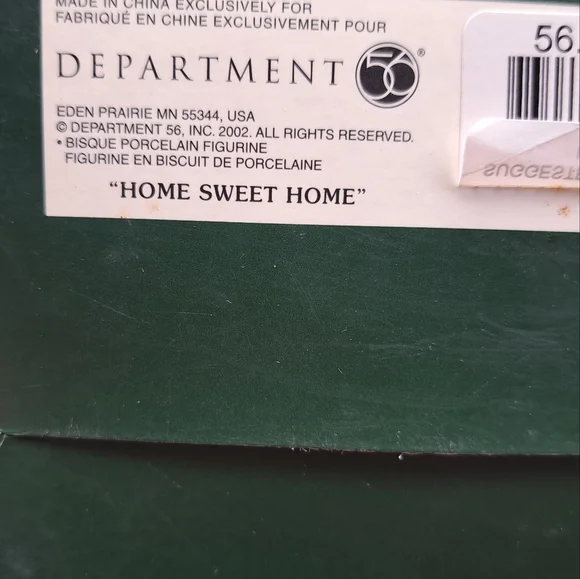 MADE IN CHINA EXCLUSIVELY FOR
FABRIQUÉ EN CHINE EXCLUSIVEMENT POUR
DEPARTMENT 56®
EDEN PRAIRIE MN 55344, USA
© DEPARTMENT 56, INC. 2002. ALL RIGHTS RESERVED.
• BISQUE PORCELAIN FIGURINE
FIGURINE EN BISCUIT DE PORCELAINE
"HOME SWEET HOME"
56.